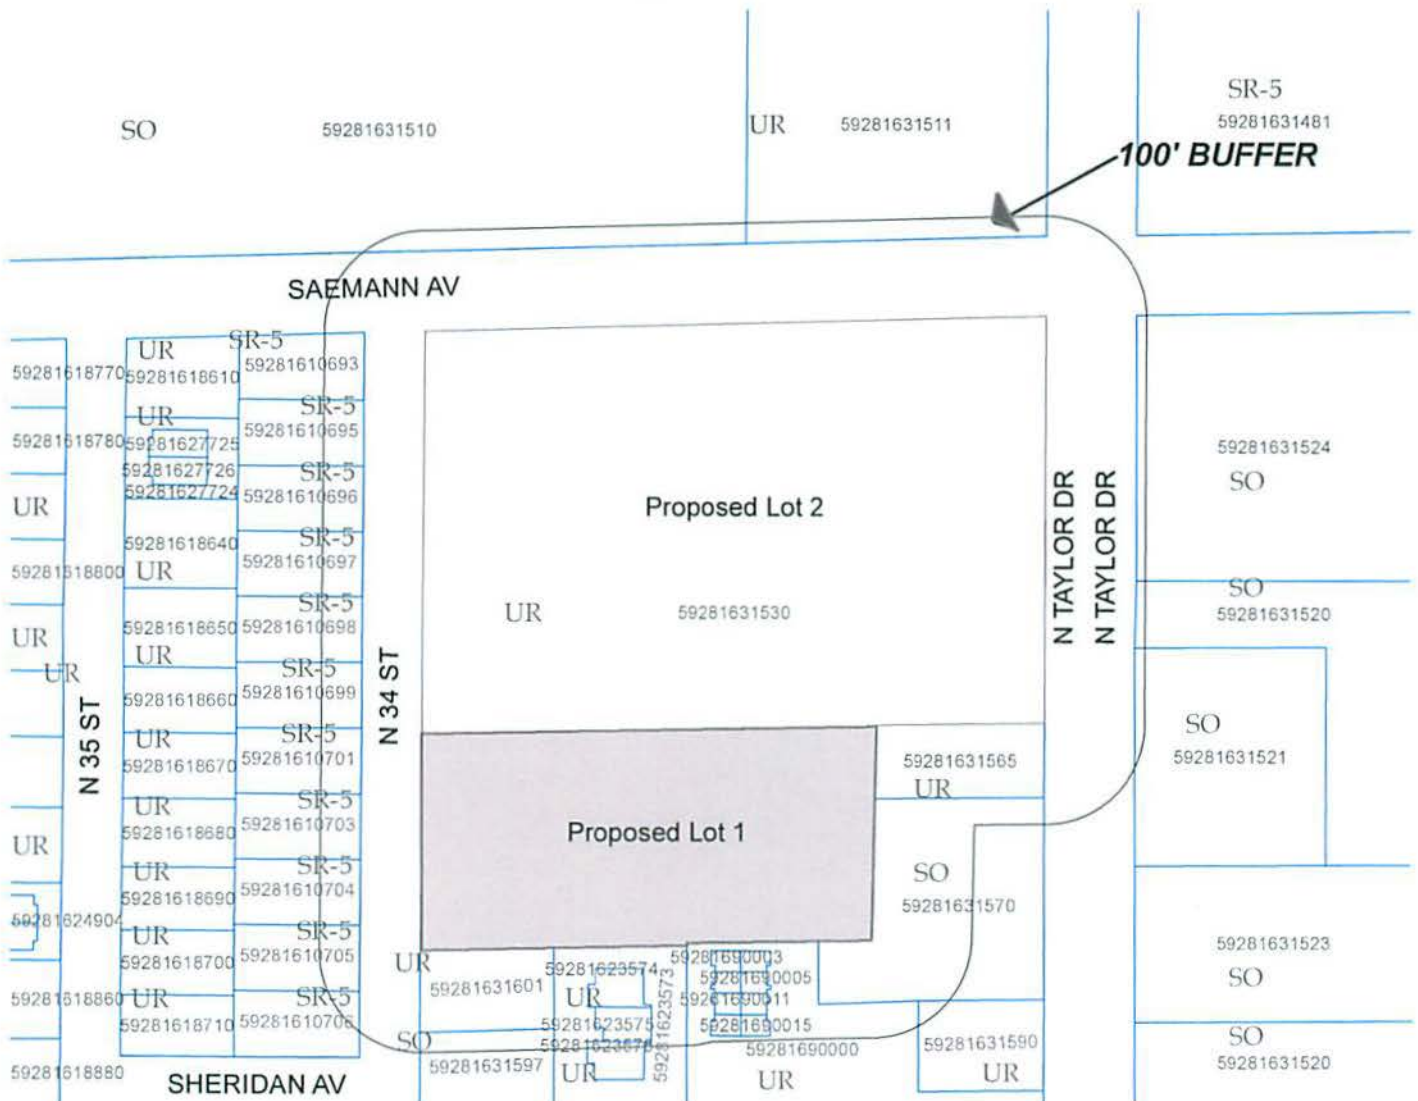 SR-5
SO
59281631510
UR
59281631511
59281631481
100' BUFFER
SAEMANN AV
UR
SR-5
59281618770
59281618610
59281610693
UR
SR-5
59281618780
59281627725
59281610695
59281627726
SR-5
59281627724
59281610696
UR
Proposed Lot 2
N TAYLOR DR
N TAYLOR DR
59281631524
SO
59281618640
SR-5
59281618800
UR
59281610697
SO
UR
59281631530
59281631520
SR-5
UR
59281618650
59281610698
UR
UR
SR-5
59281618660
59281610699
N 35 ST
N 34 ST
SO
UR
SR-5
59281618670
59281610701
59281631565
59281631521
UR
UR
SR-5
59281618680
59281610703
Proposed Lot 1
UR
UR
SR-5
SO
59281618690
59281610704
59281631570
59281624904
UR
SR-5
59281618700
59281610705
UR
59281623574
59281690003
59281631523
SO
59281631601
59281690005
59281618860
UR
SR-5
UR
59281690011
59281618710
59281610706
59281623575
59281623573
59281690015
SO
SO
59281690000
59281631590
59281631597
59281631520
59281618880
SHERIDAN AV
UR
UR
UR